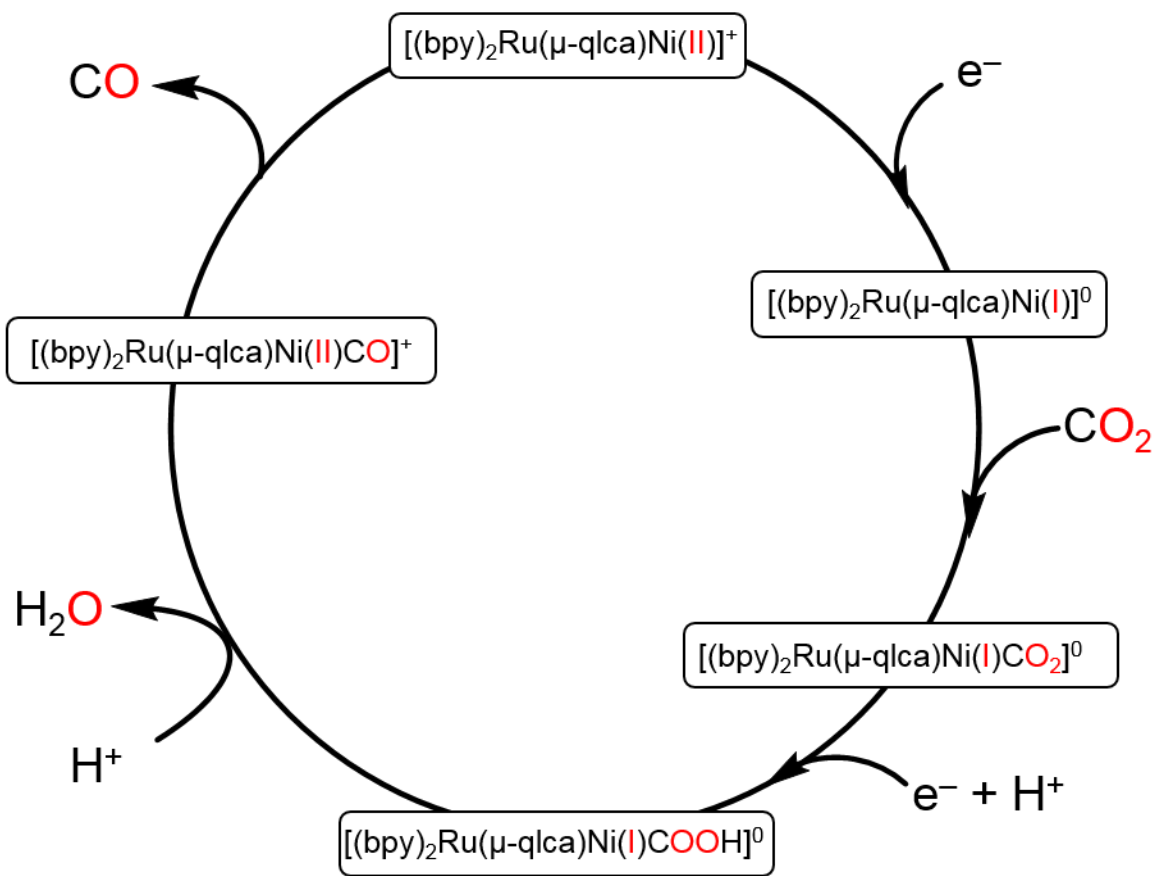 [(bpy)₂Ru(μ-qlca)Ni(II)]⁺
e⁻
CO
[(bpy)₂Ru(μ-qlca)Ni(I)]⁰
[(bpy)₂Ru(μ-qlca)Ni(II)CO]⁺
CO₂
H₂O
[(bpy)₂Ru(μ-qlca)Ni(I)CO₂]⁰
H⁺
e⁻ + H⁺
[(bpy)₂Ru(μ-qlca)Ni(I)COOH]⁰